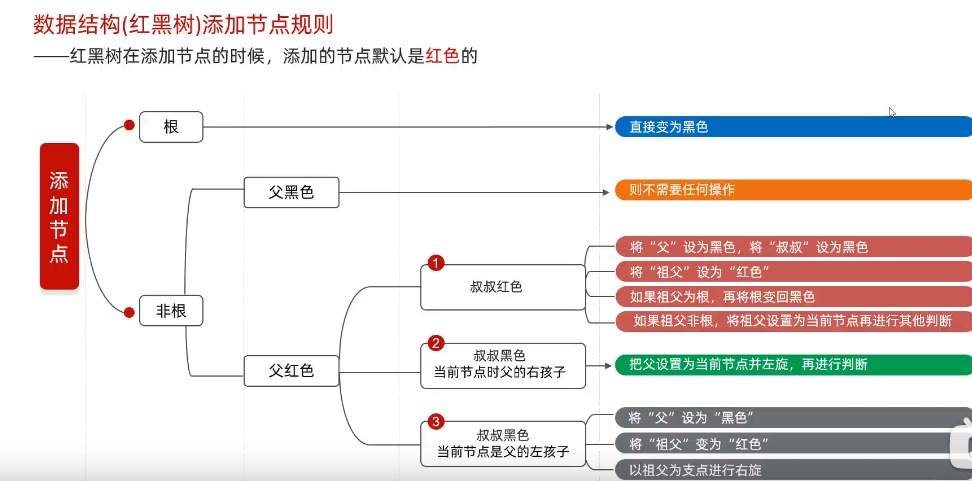 数据结构(红黑树)添加节点规则
——红黑树在添加节点的时候，添加的节点默认是红色的
添加节点
根
直接变为黑色
非根
父黑色
则不需要任何操作
父红色
1
叔叔红色
将“父”设为黑色，将“叔叔”设为黑色
将“祖父”设为“红色”
如果祖父为根，再将根变回黑色
如果祖父非根，将祖父设置为当前节点再进行其他判断
2
叔叔黑色
当前节点时父的右孩子
把父设置为当前节点并左旋，再进行判断
3
叔叔黑色
当前节点是父的左孩子
将“父”设为“黑色”
将“祖父”变为“红色”
以祖父为支点进行右旋